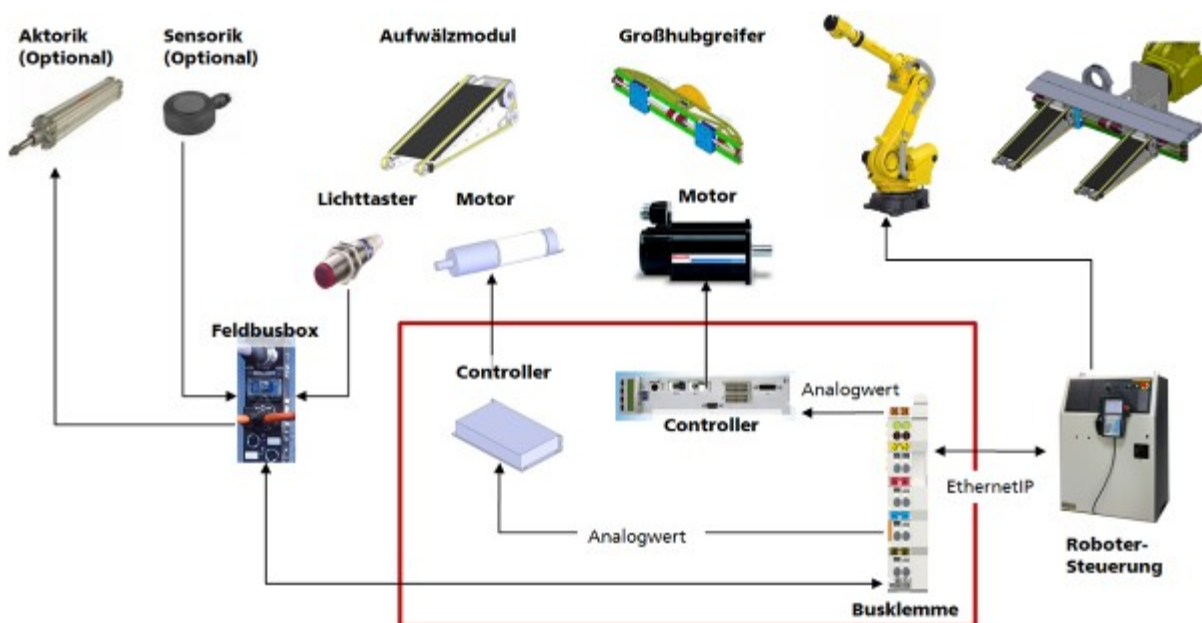 Aktorik
(Optional)
Sensorik
(Optional)
Aufwälzmodul
Großhubgreifer
Lichttaster
Motor
Motor
Feldbusbox
Controller
Analogwert
Controller
EthernetIP
Analogwert
Roboter-
Steuerung
Busklemme